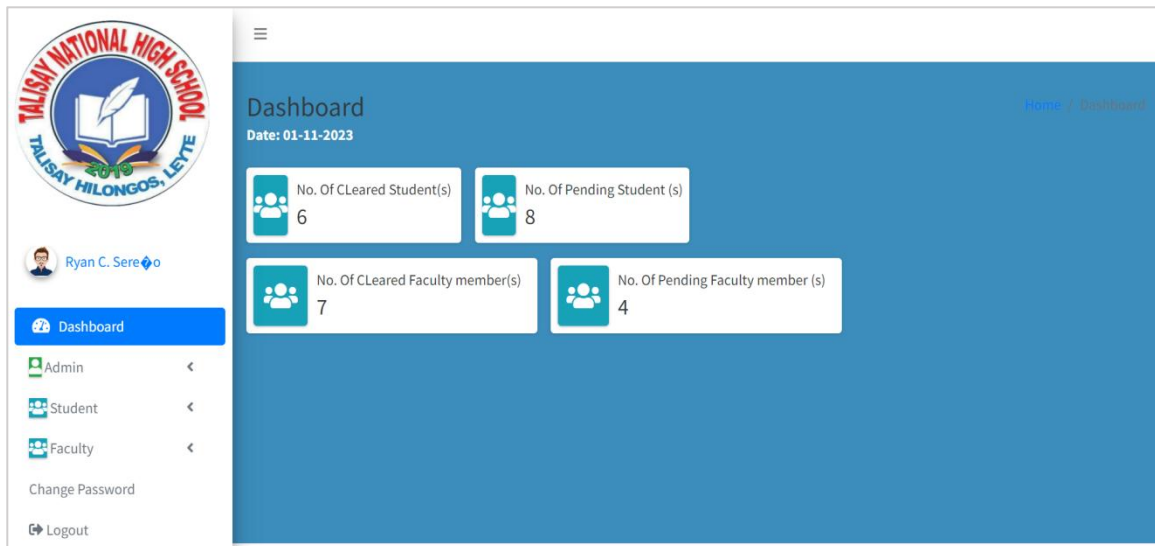 TALISAY NATIONAL HIGH SCHOOL
2019
TALISAY HILONGOS, LEYTE
Ryan C. Sere�o
Dashboard
Admin
Student
Faculty
Change Password
Logout
Dashboard
Home / Dashboard
Date: 01-11-2023
No. Of CLeared Student(s)
6
No. Of Pending Student (s)
8
No. Of CLeared Faculty member(s)
7
No. Of Pending Faculty member (s)
4